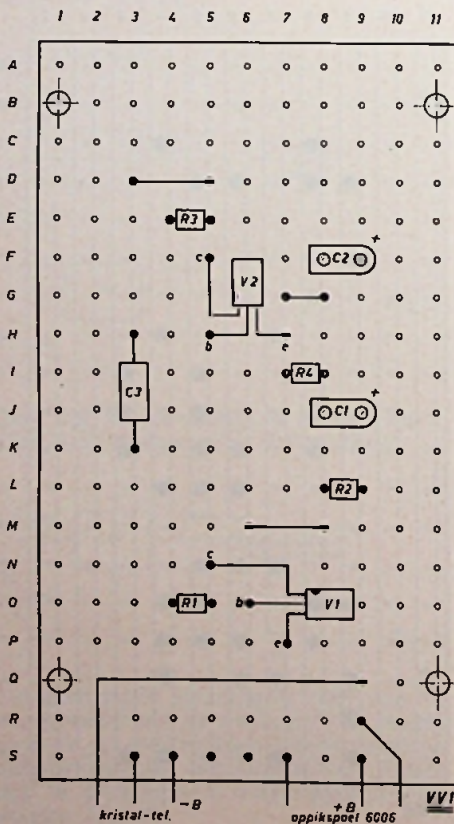 1 2 3 4 5 6 7 8 9 10 11
A
B
C
D
E R3
F c C2 +
V2
G
H b e
I R4
C3 +
J C1
K
L R2
M
N c
O R1 b V1
P e
Q
R
S
-B +B VV1
kristal-tel. oppikspoel 6006